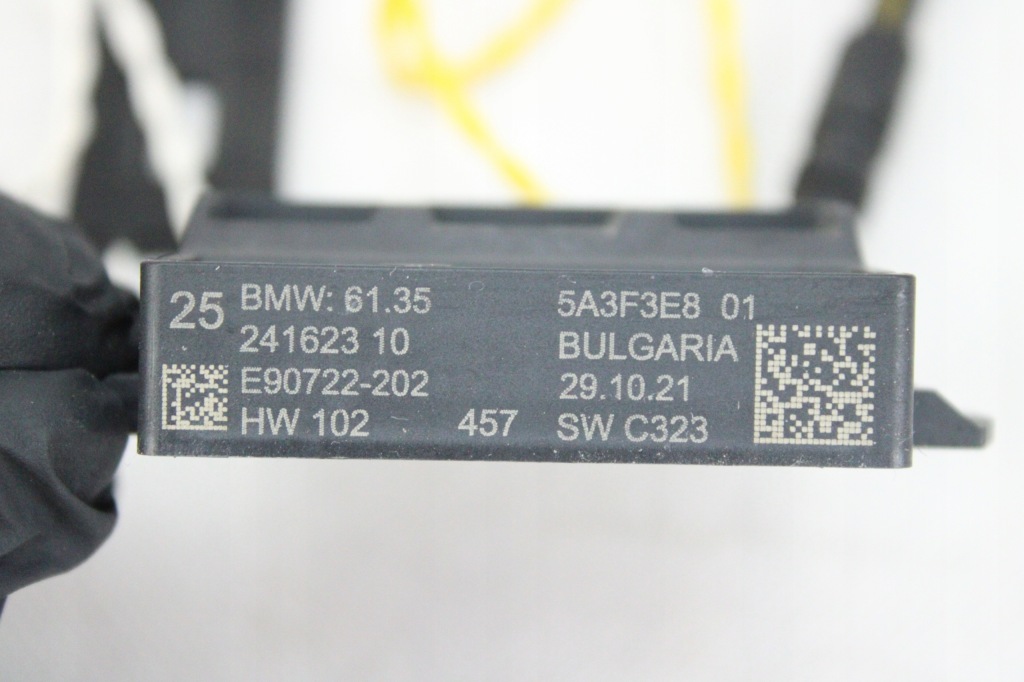 25
BMW: 61.35
241623 10
E90722-202
HW 102 457
5A3F3E8 01
BULGARIA
29.10.21
SW C323